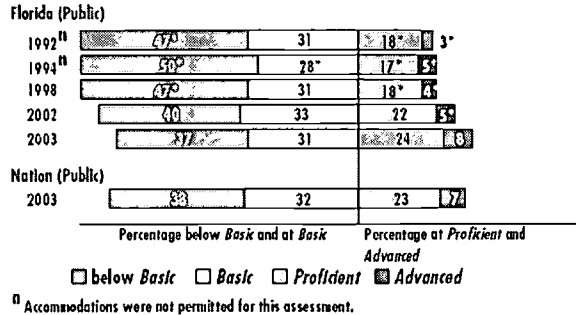 Florida (Public)
1992ⁿ 47* 31 18* 3*
1994ⁿ 50* 28* 17* 5*
1998 47* 31 18* 4*
2002 40 33 22 5*
2003 37 31 24 8
Nation (Public)
2003 38 32 23 7
Percentage below Basic and at Basic Percentage at Proficient and
Advanced
below Basic Basic Proficient Advanced
ⁿ Accommodations were not permitted for this assessment.